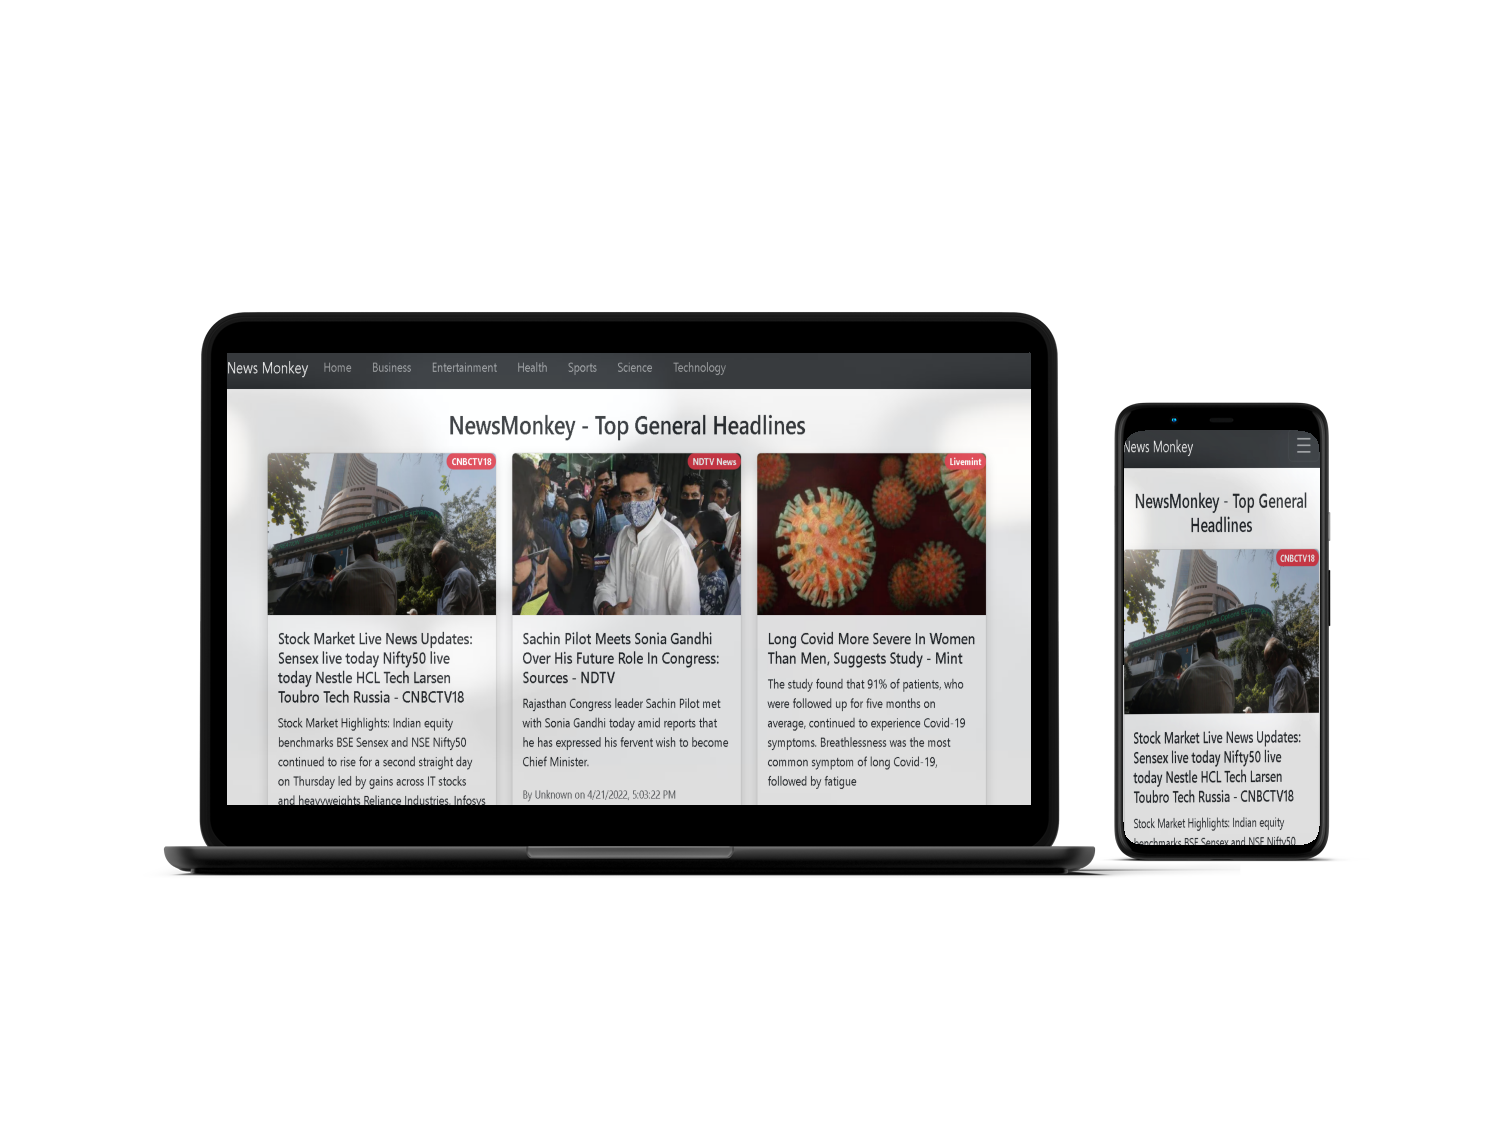 News Monkey Home Business Entertainment Health Sports Science Technology
NewsMonkey - Top General Headlines
CNBCTV18
Stock Market Live News Updates:
Sensex live today Nifty50 live
today Nestle HCL Tech Larsen
Toubro Tech Russia - CNBCTV18
Stock Market Highlights: Indian equity
benchmarks BSE Sensex and NSE Nifty50
continued to rise for a second straight day
on Thursday led by gains across IT stocks
and heavyweights Reliance Industries, Infosys
NDTV News
Sachin Pilot Meets Sonia Gandhi
Over His Future Role In Congress:
Sources - NDTV
Rajasthan Congress leader Sachin Pilot met
with Sonia Gandhi today amid reports that
he has expressed his fervent wish to become
Chief Minister.
By Unknown on 4/21/2022, 5:03:22 PM
Livemint
Long Covid More Severe In Women
Than Men, Suggests Study - Mint
The study found that 91% of patients, who
were followed up for five months on
average, continued to experience Covid-19
symptoms. Breathlessness was the most
common symptom of long Covid-19,
followed by fatigue
News Monkey
NewsMonkey - Top General
Headlines
CNBCTV18
Stock Market Live News Updates:
Sensex live today Nifty50 live
today Nestle HCL Tech Larsen
Toubro Tech Russia - CNBCTV18
Stock Market Highlights: Indian equity
benchmarks BSE Sensex and NSE Nifty50